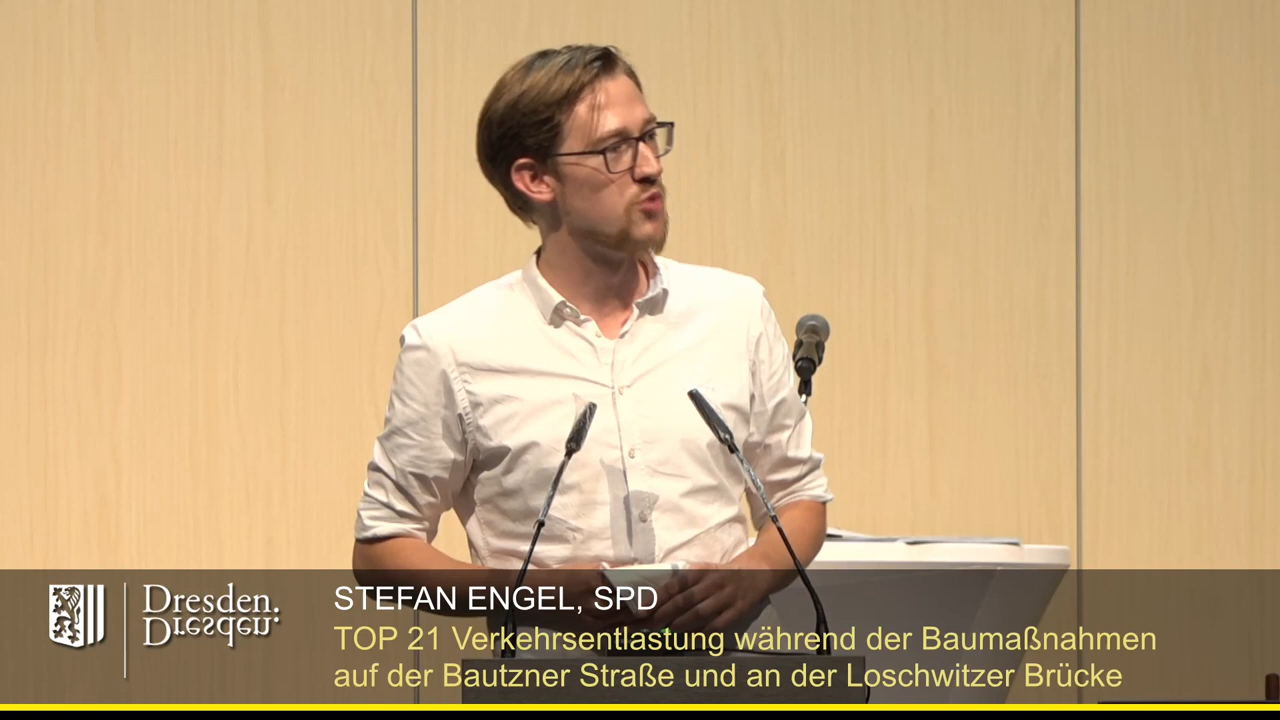 Dresden.
Dresden.
STEFAN ENGEL, SPD
TOP 21 Verkehrsentlastung während der Baumaßnahmen
auf der Bautzner Straße und an der Loschwitzer Brücke